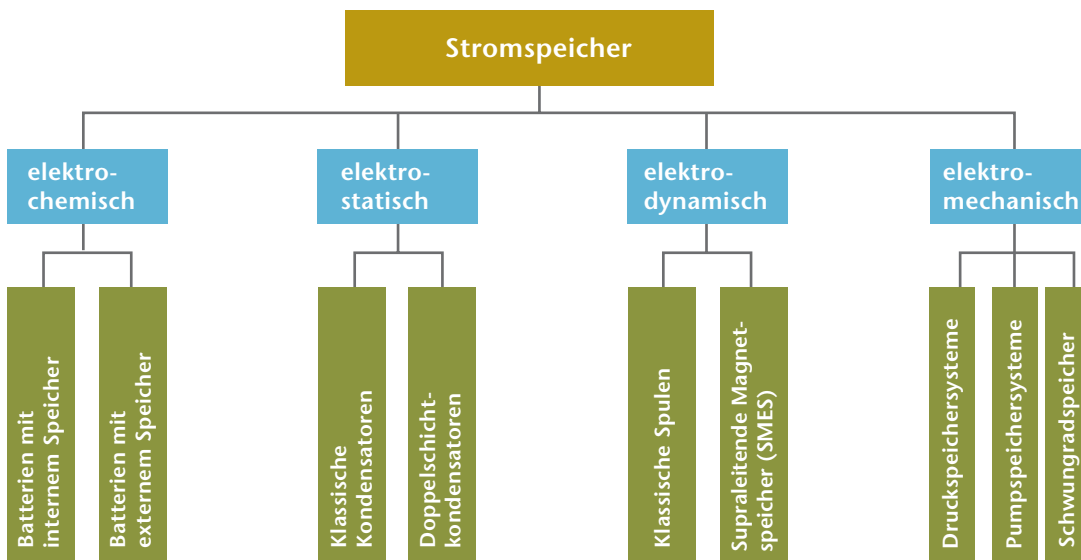 Stromspeicher
elektro-
chemisch
elektro-
statisch
elektro-
dynamisch
elektro-
mechanisch
Batterien mit
internem Speicher
Batterien mit
externem Speicher
Klassische
Kondensatoren
Doppelschicht-
kondensatoren
Klassische Spulen
Supraleitende Magnet-
speicher (SMES)
Druckspeichersysteme
Pumpspeichersysteme
Schwungradspeicher